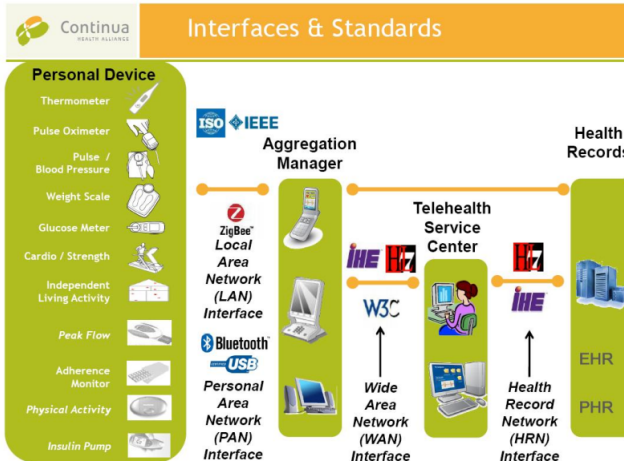 Continua
HEALTH ALLIANCE
Interfaces & Standards
Personal Device
Thermometer
Pulse Oximeter
Pulse /
Blood Pressure
Weight Scale
Glucose Meter
Cardio / Strength
Independent
Living Activity
Peak Flow
Adherence
Monitor
Physical Activity
Insulin Pump
ISO IEEE
ZigBee™
Local
Area
Network
(LAN)
Interface
Bluetooth™
USB
Personal
Area
Network
(PAN)
Interface
Aggregation
Manager
IHE H7
W3C
Wide
Area
Network
(WAN)
Interface
Telehealth
Service
Center
H7
IHE
Health
Record
Network
(HRN)
Interface
Health
Records
EHR
PHR